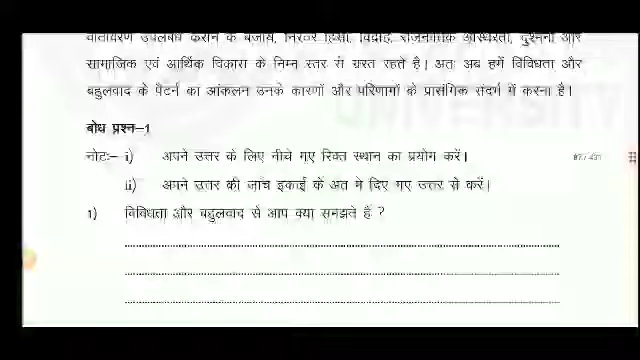 वातावरण उपलब्ध कराने के बजाय, निरंतर हिंसा, विद्रोह, राजनीतिक अस्थिरता, दुश्मनी और
सामाजिक एवं आर्थिक विकास के निम्न स्तर से ग्रस्त रहते है। अतः अब हमें विविधता और
बहुलवाद के पैटर्न का आंकलन उनके कारणों और परिणामों के प्रासंगिक संदर्भ में करना है।
बोध प्रश्न–1
नोटः– i) अपने उत्तर के लिए नीचे गए रिक्त स्थान का प्रयोग करें।
ii) अपने उत्तर की जांच इकाई के अंत मे दिए गए उत्तर से करें।
1) विविधता और बहुलवाद से आप क्या समझते है ?